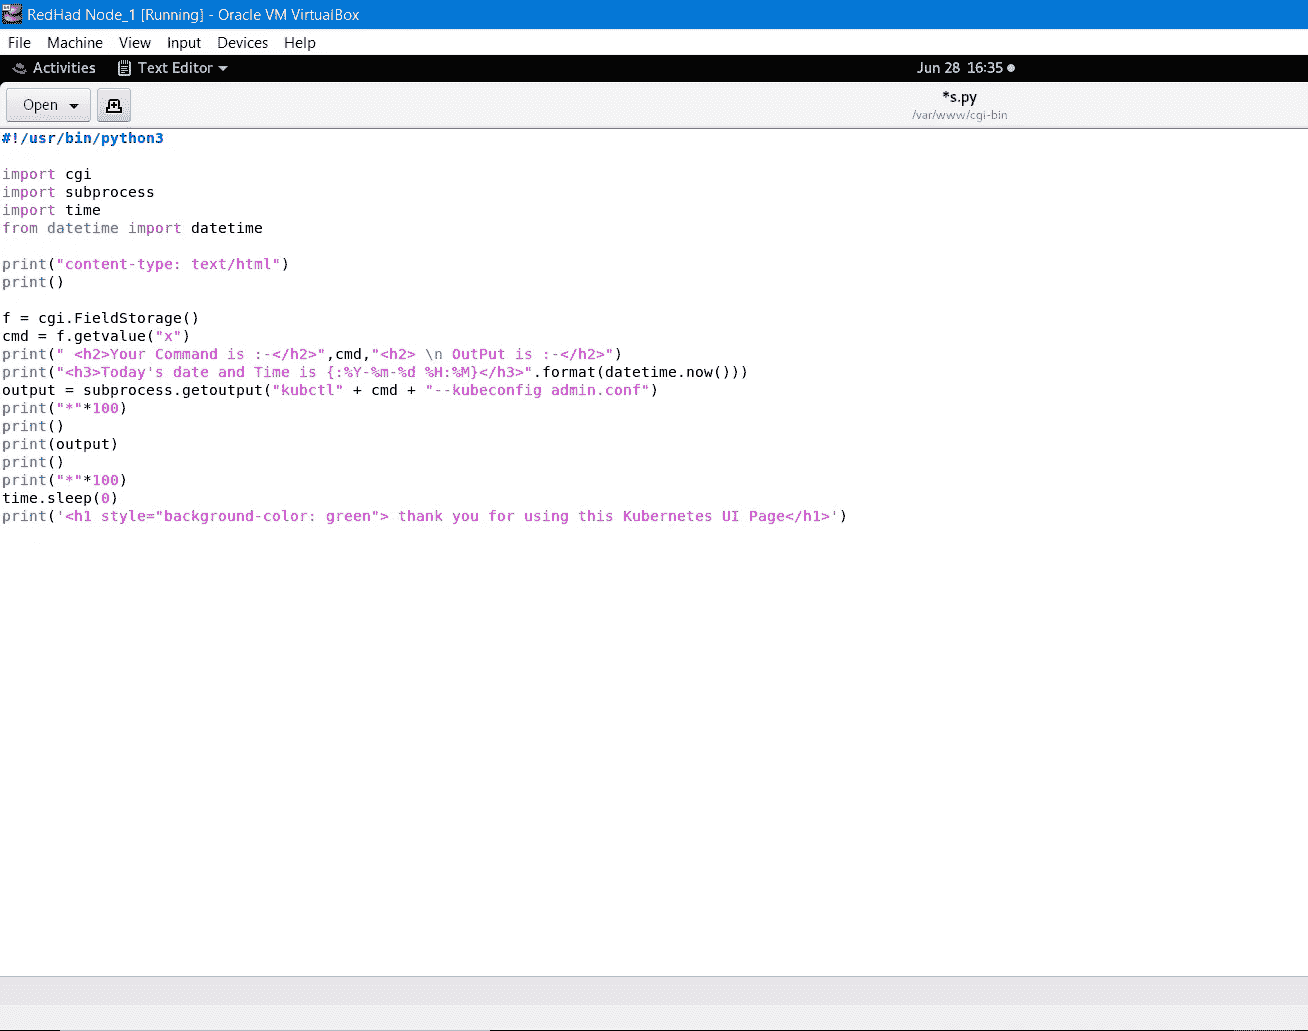 RedHad Node_1 [Running] - Oracle VM VirtualBox
File Machine View Input Devices Help
Activities Text Editor Jun 28 16:35
Open *s.py
/var/www/cgi-bin
#!/usr/bin/python3
import cgi
import subprocess
import time
from datetime import datetime
print("content-type: text/html")
print()
f = cgi.FieldStorage()
cmd = f.getvalue("x")
print(" <h2>Your Command is :-</h2>",cmd,"<h2> \n OutPut is :-</h2>")
print("<h3>Today's date and Time is {:%Y-%m-%d %H:%M}</h3>".format(datetime.now()))
output = subprocess.getoutput("kubctl" + cmd + "--kubeconfig admin.conf")
print("*"*100)
print()
print(output)
print()
print("*"*100)
time.sleep(0)
print('<h1 style="background-color: green"> thank you for using this Kubernetes UI Page</h1>')